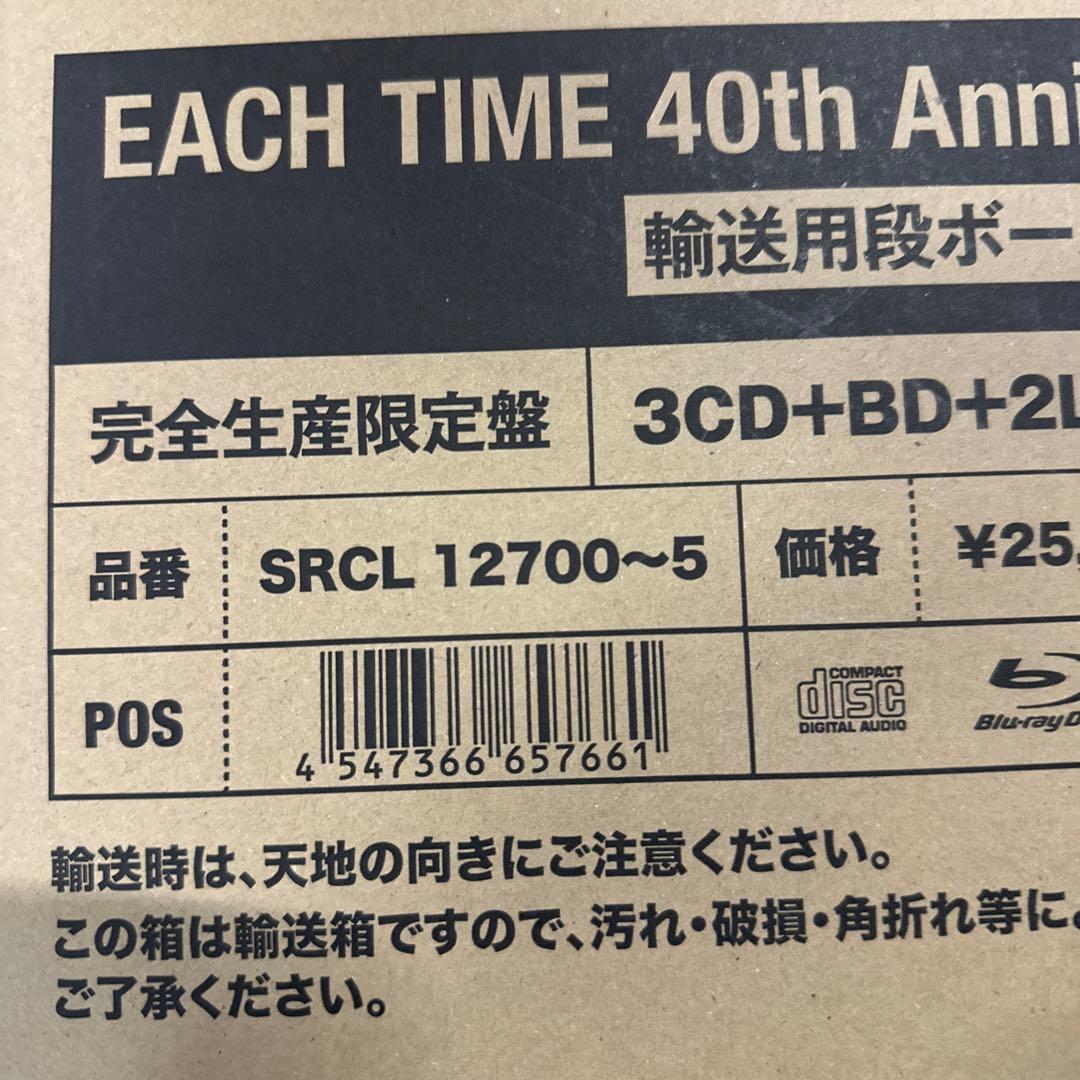 EACH TIME 40th Anni
輸送用段ボー
完全生産限定盤 3CD+BD+2L
品番 SRCL 12700〜5 価格 ¥25,
POS
COMPACT
disc
DIGITAL AUDIO
Blu-ray D
4 547366 657661
輸送時は、天地の向きにご注意ください。
この箱は輸送箱ですので、汚れ・破損・角折れ等に
ご了承ください。